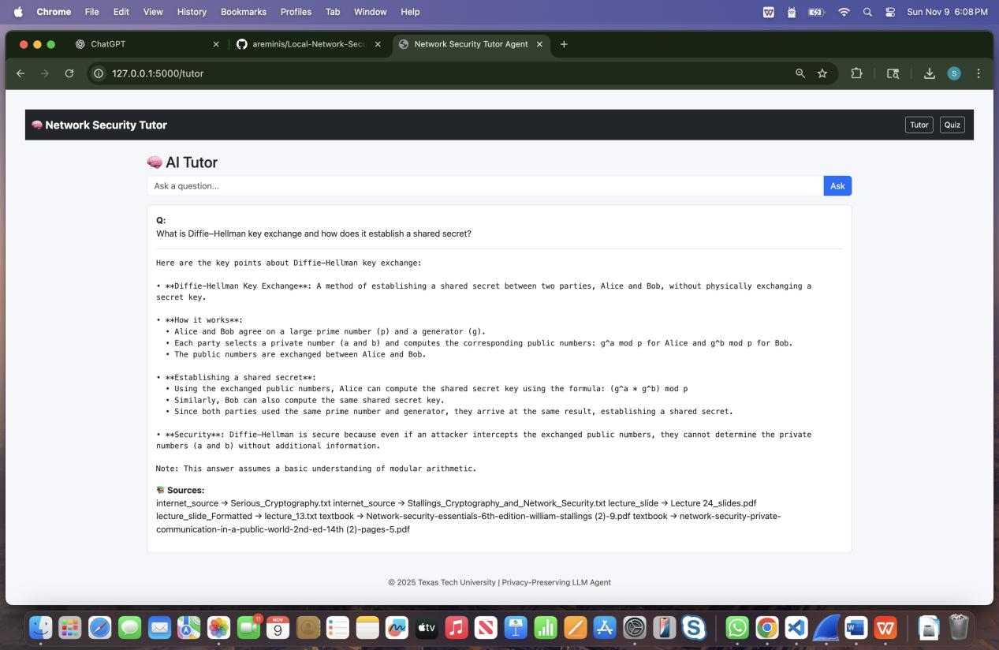 Chrome File Edit View History Bookmarks Profiles Tab Window Help Sun Nov 9 6:08 PM
ChatGPT
areminis/Local-Network-Secu
Network Security Tutor Agent
127.0.0.1:5000/tutor
S
Network Security Tutor
Tutor
Quiz
AI Tutor
Ask a question...
Ask
Q:
What is Diffie–Hellman key exchange and how does it establish a shared secret?
Here are the key points about Diffie-Hellman key exchange:
• **Diffie-Hellman Key Exchange**: A method of establishing a shared secret between two parties, Alice and Bob, without physically exchanging a
secret key.
• **How it works**:
• Alice and Bob agree on a large prime number (p) and a generator (g).
• Each party selects a private number (a and b) and computes the corresponding public numbers: g^a mod p for Alice and g^b mod p for Bob.
• The public numbers are exchanged between Alice and Bob.
• **Establishing a shared secret**:
• Using the exchanged public numbers, Alice can compute the shared secret key using the formula: (g^a * g^b) mod p
• Similarly, Bob can also compute the same shared secret key.
• Since both parties used the same prime number and generator, they arrive at the same result, establishing a shared secret.
• **Security**: Diffie-Hellman is secure because even if an attacker intercepts the exchanged public numbers, they cannot determine the private
numbers (a and b) without additional information.
Note: This answer assumes a basic understanding of modular arithmetic.
Sources:
internet_source → Serious_Cryptography.txt internet_source → Stallings_Cryptography_and_Network_Security.txt lecture_slide → Lecture 24_slides.pdf
lecture_slide_Formatted → lecture_13.txt textbook → Network-security-essentials-6th-edition-william-stallings (2)-9.pdf textbook → network-security-private-
communication-in-a-public-world-2nd-ed-14th (2)-pages-5.pdf
© 2025 Texas Tech University | Privacy-Preserving LLM Agent
11
NOV
9
tv